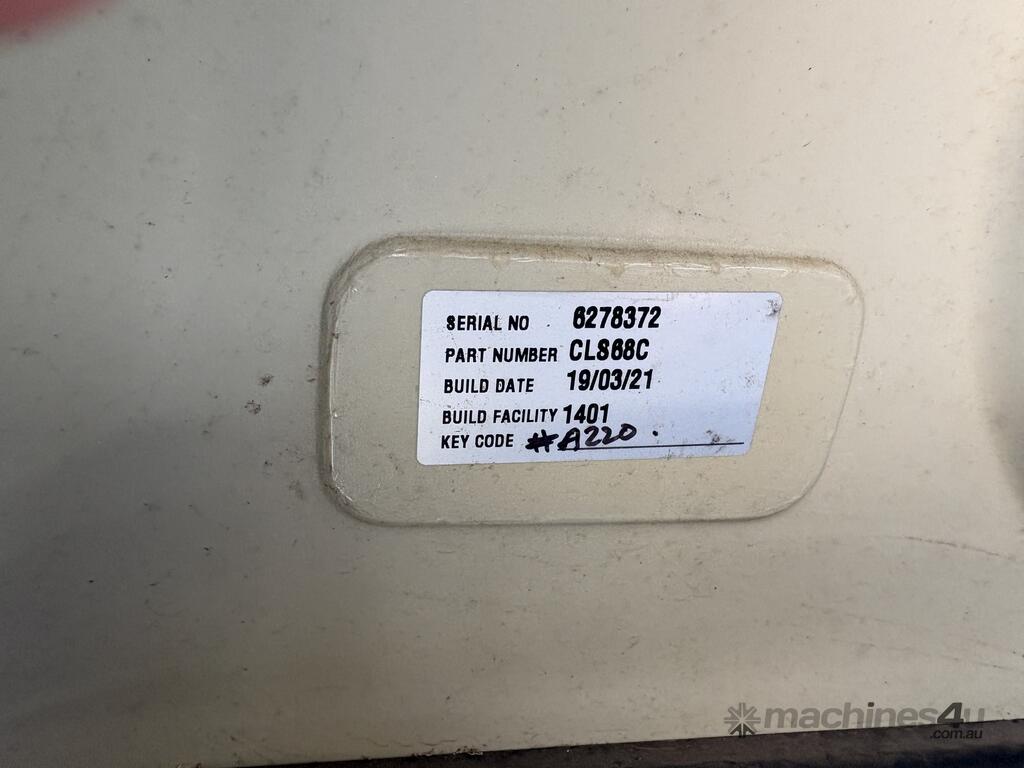 SERIAL NO . 6278372
PART NUMBER CLS68C
BUILD DATE 19/03/21
BUILD FACILITY 1401
KEY CODE #A220.
machines4u
.com.au